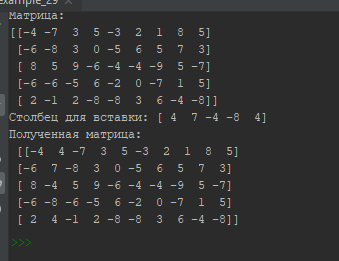 example_29
Матрица:
[[-4 -7  3  5 -3  2  1  8  5]
 [-6 -8  3  0 -5  6  5  7  3]
 [ 8  5  9 -6 -4 -4 -9  5 -7]
 [-6 -6 -5  6 -2  0 -7  1  5]
 [ 2 -1  2 -8 -8  3  6 -4 -8]]
Столбец для вставки: [ 4  7 -4 -8  4]
Полученная матрица:
 [[-4  4 -7  3  5 -3  2  1  8  5]
 [-6  7 -8  3  0 -5  6  5  7  3]
 [ 8 -4  5  9 -6 -4 -4 -9  5 -7]
 [-6 -8 -6 -5  6 -2  0 -7  1  5]
 [ 2  4 -1  2 -8 -8  3  6 -4 -8]]
>>>